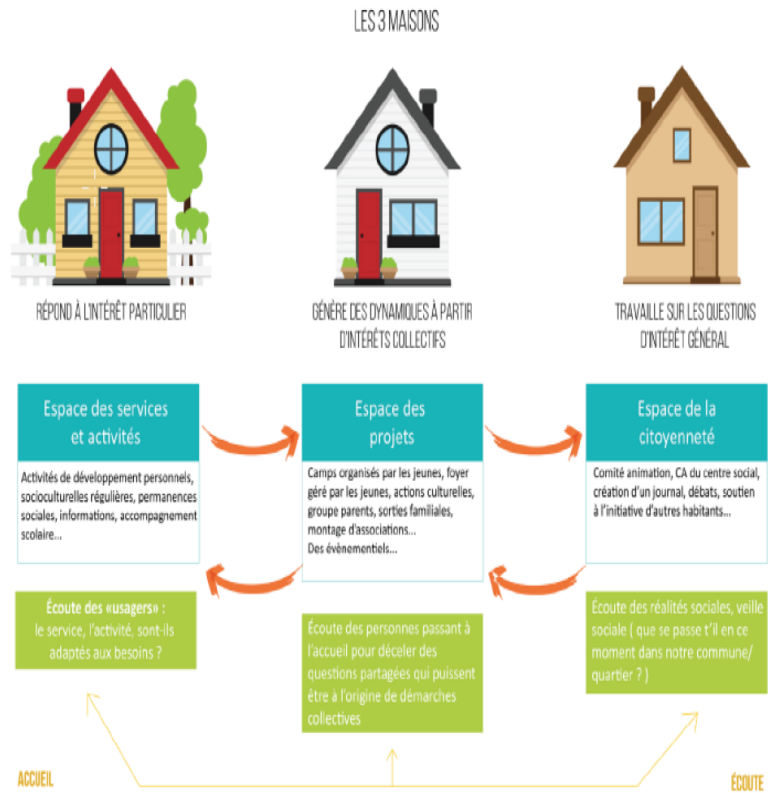 LES 3 MAISONS
RÉPOND À L'INTÉRÊT PARTICULIER
GÉNÈRE DES DYNAMIQUES À PARTIR
D'INTÉRÊTS COLLECTIFS
TRAVAILLE SUR LES QUESTIONS
D'INTÉRÊT GÉNÉRAL
Espace des services
et activités
Activités de développement personnels,
socioculturelles régulières, permanences
sociales, informations, accompagnement
scolaire...
Espace des
projets
Camps organisés par les jeunes, foyer
géré par les jeunes, actions culturelles,
groupe parents, sorties familiales,
montage d'associations...
Des évènementiels...
Espace de la
citoyenneté
Comité animation, CA du centre social,
création d'un journal, débats, soutien
à l'initiative d'autres habitants...
Écoute des «usagers» :
le service, l'activité, sont-ils
adaptés aux besoins ?
Écoute des personnes passant à
l'accueil pour déceler des
questions partagées qui puissent
être à l'origine de démarches
collectives
Écoute des réalités sociales, veille
sociale ( que se passe t'il en ce
moment dans notre commune/
quartier ? )
ACCUEIL
ÉCOUTE